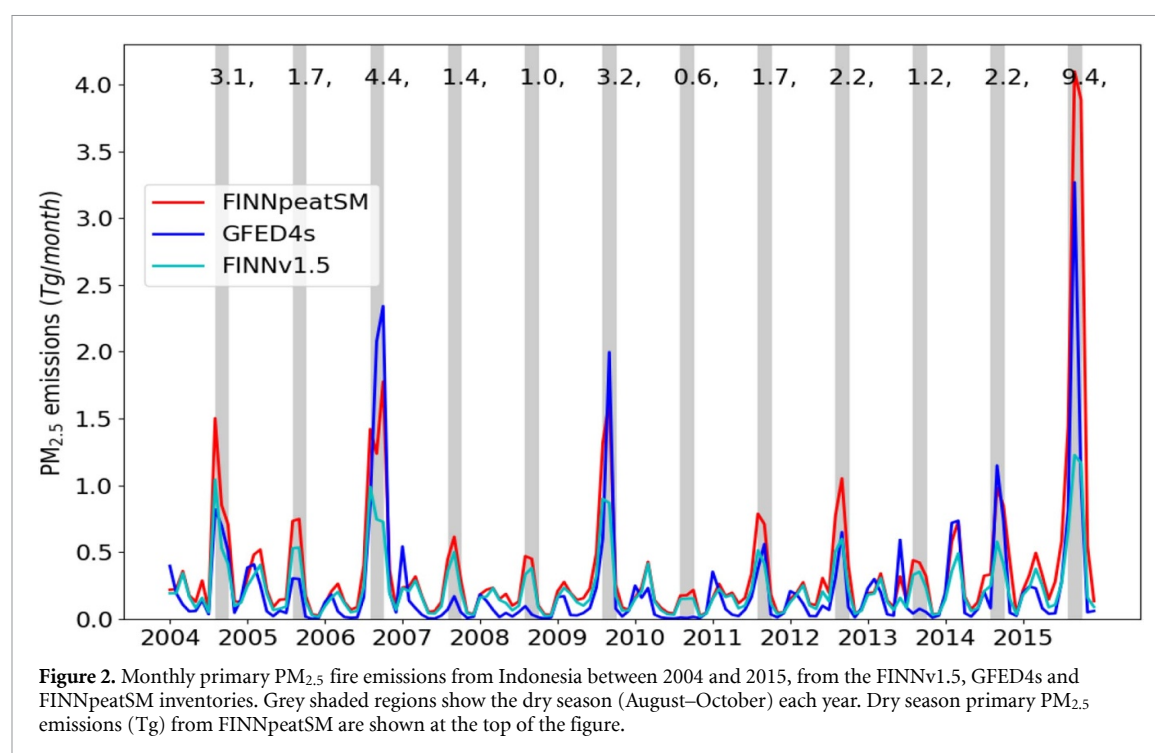 3.1, 1.7, 4.4, 1.4, 1.0, 3.2, 0.6, 1.7, 2.2, 1.2, 2.2, 9.4,
4.0
3.5
3.0
2.5
2.0
1.5
1.0
0.5
0.0
PM2.5 emissions (Tg/month)
FINNpeatSM
GFED4s
FINNv1.5
2004 2005 2006 2007 2008 2009 2010 2011 2012 2013 2014 2015
Figure 2. Monthly primary PM2.5 fire emissions from Indonesia between 2004 and 2015, from the FINNv1.5, GFED4s and
FINNpeatSM inventories. Grey shaded regions show the dry season (August–October) each year. Dry season primary PM2.5
emissions (Tg) from FINNpeatSM are shown at the top of the figure.